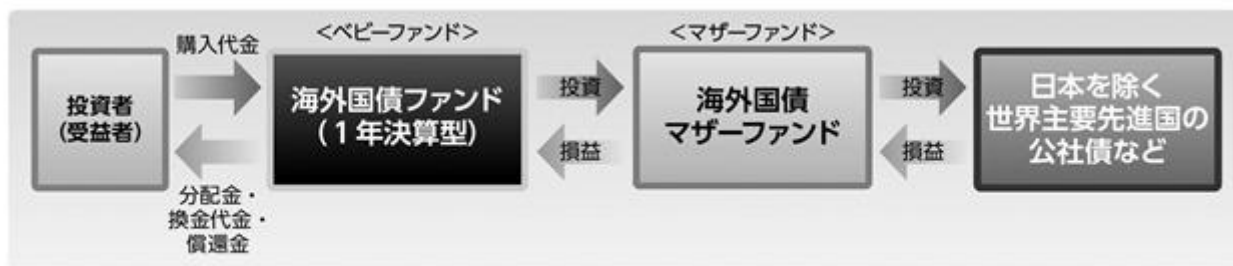 購入代金
<ベビーファンド>
<マザーファンド>
投資者
(受益者)
海外国債ファンド
(1年決算型)
投資
損益
海外国債
マザーファンド
投資
損益
日本を除く
世界主要先進国の
公社債など
分配金・
換金代金・
償還金